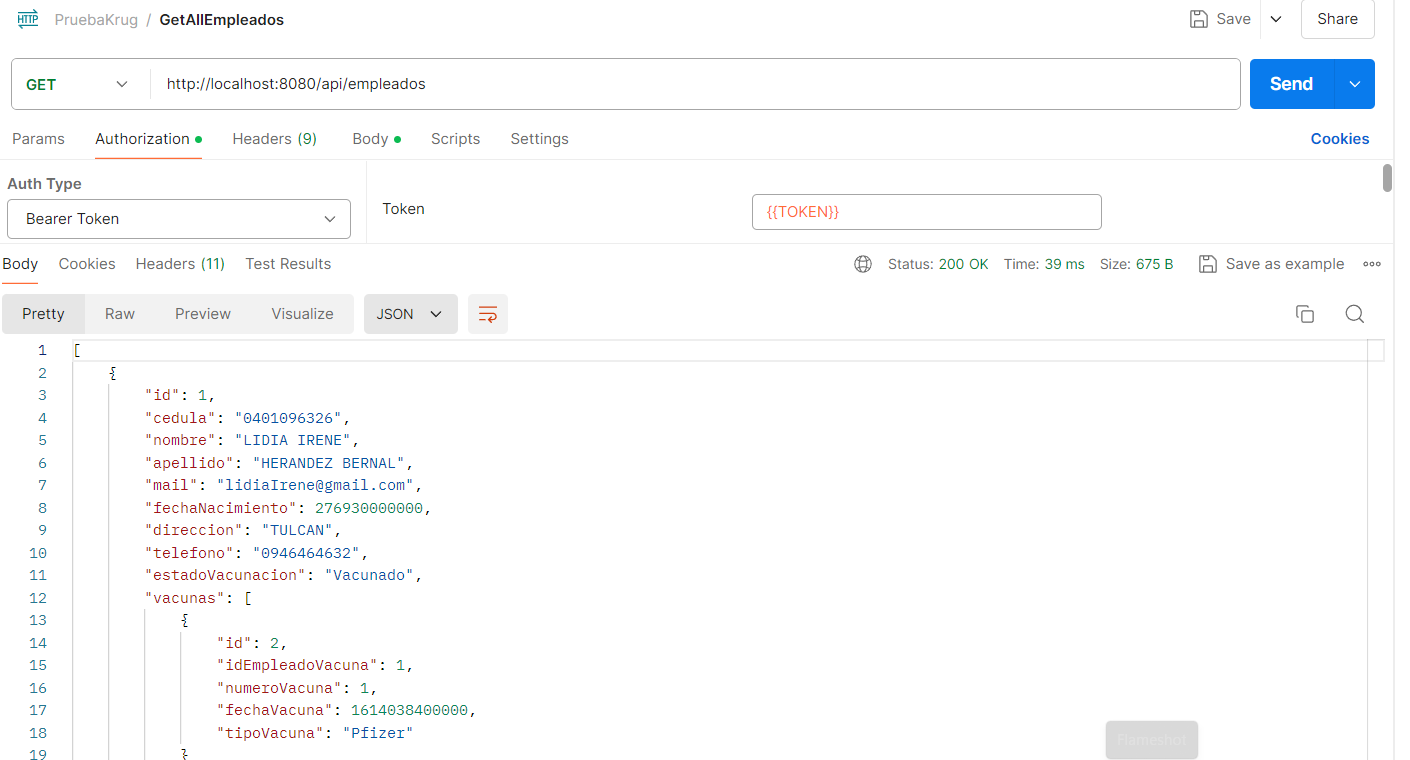 HTTP PruebaKrug / GetAllEmpleados Save Share
GET http://localhost:8080/api/empleados Send
Params Authorization Headers (9) Body Scripts Settings Cookies
Auth Type
Bearer Token
Token {{TOKEN}}
Body Cookies Headers (11) Test Results Status: 200 OK Time: 39 ms Size: 675 B Save as example
Pretty Raw Preview Visualize JSON
1 [
2 {
3 "id": 1,
4 "cedula": "0401096326",
5 "nombre": "LIDIA IRENE",
6 "apellido": "HERANDEZ BERNAL",
7 "mail": "lidiaIrene@gmail.com",
8 "fechaNacimiento": 276930000000,
9 "direccion": "TULCAN",
10 "telefono": "0946464632",
11 "estadoVacunacion": "Vacunado",
12 "vacunas": [
13 {
14 "id": 2,
15 "idEmpleadoVacuna": 1,
16 "numeroVacuna": 1,
17 "fechaVacuna": 1614038400000,
18 "tipoVacuna": "Pfizer"
19 }
Flameshot